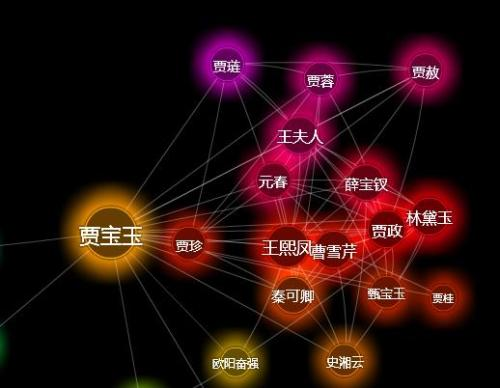 贾琏
贾蓉
贾赦
王夫人
元春
薛宝钗
林黛玉
贾宝玉
贾珍
王熙凤
曹雪芹
贾政
秦可卿
甄宝玉
贾桂
欧阳奋强
史湘云